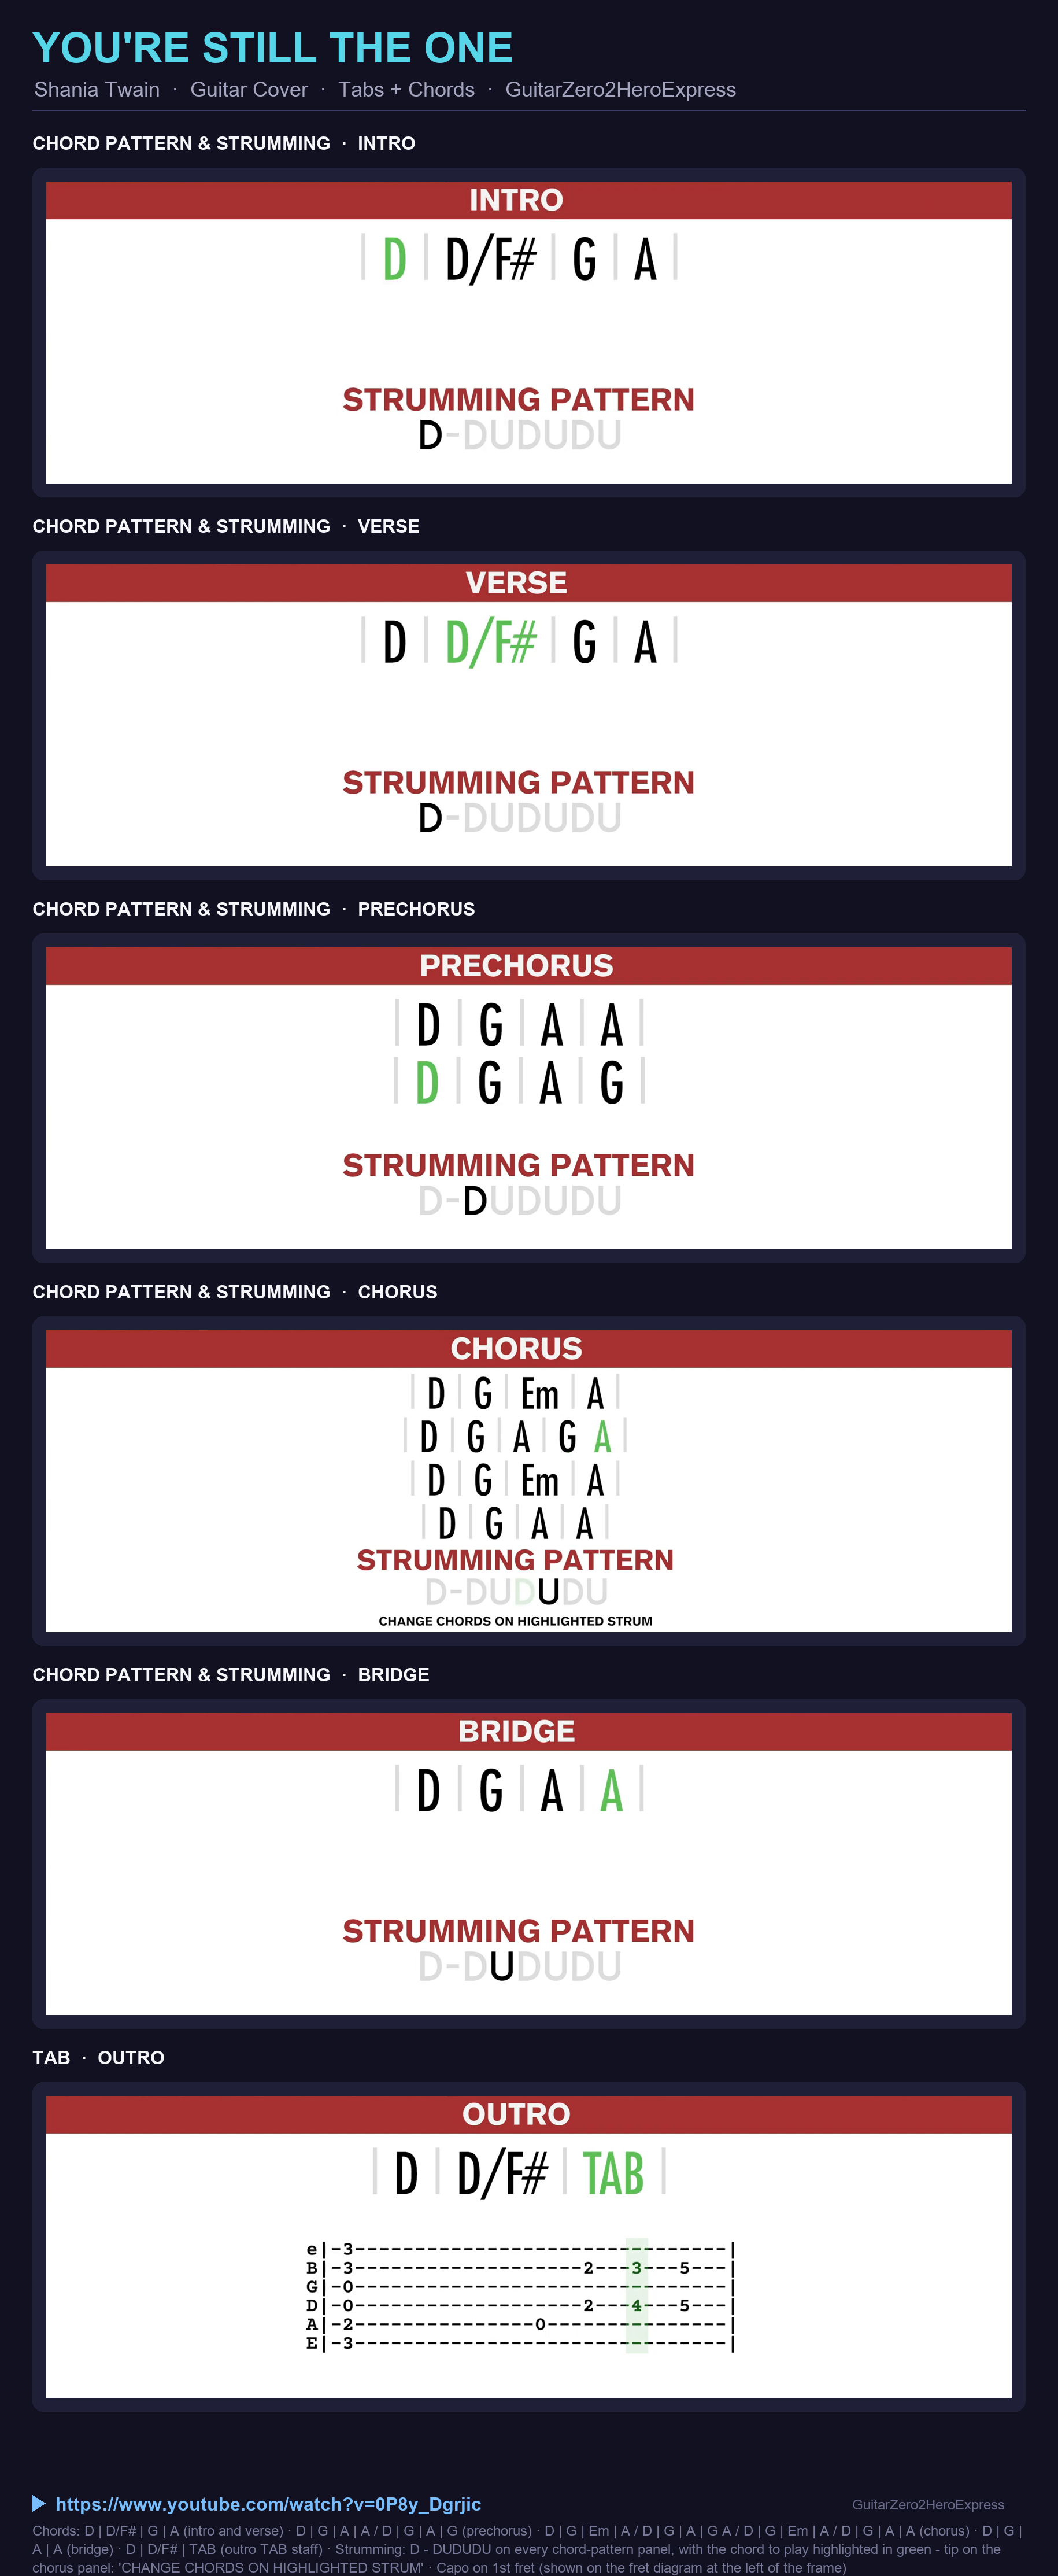 YOU'RE STILL THE ONE
Shania Twain · Guitar Cover · Tabs + Chords · GuitarZero2HeroExpress
CHORD PATTERN & STRUMMING · INTRO
INTRO
| D | D/F# | G | A |
STRUMMING PATTERN
D-DUDUDU
CHORD PATTERN & STRUMMING · VERSE
VERSE
| D | D/F# | G | A |
STRUMMING PATTERN
D-DUDUDU
CHORD PATTERN & STRUMMING · PRECHORUS
PRECHORUS
| D | G | A | A |
| D | G | A | G |
STRUMMING PATTERN
D-DUDUDU
CHORD PATTERN & STRUMMING · CHORUS
CHORUS
| D | G | Em | A |
| D | G | A | G A |
| D | G | Em | A |
| D | G | A | A |
STRUMMING PATTERN
D-DUDUDU
CHANGE CHORDS ON HIGHLIGHTED STRUM
CHORD PATTERN & STRUMMING · BRIDGE
BRIDGE
| D | G | A | A |
STRUMMING PATTERN
D-DUDUDU
TAB · OUTRO
OUTRO
| D | D/F# | TAB |
e|-3-------------------------------|
B|-3-------------------2---3---5---|
G|-0-------------------------------|
D|-0-------------------2---4---5---|
A|-2---------------0---------------|
E|-3-------------------------------|
▶ https://www.youtube.com/watch?v=0P8y_Dgrjic
GuitarZero2HeroExpress
Chords: D | D/F# | G | A (intro and verse) · D | G | A | A / D | G | A | G (prechorus) · D | G | Em | A / D | G | A | G A / D | G | Em | A / D | G | A | A (chorus) · D | G |
A | A (bridge) · D | D/F# | TAB (outro TAB staff) · Strumming: D - DUDUDU on every chord-pattern panel, with the chord to play highlighted in green - tip on the
chorus panel: 'CHANGE CHORDS ON HIGHLIGHTED STRUM' · Capo on 1st fret (shown on the fret diagram at the left of the frame)